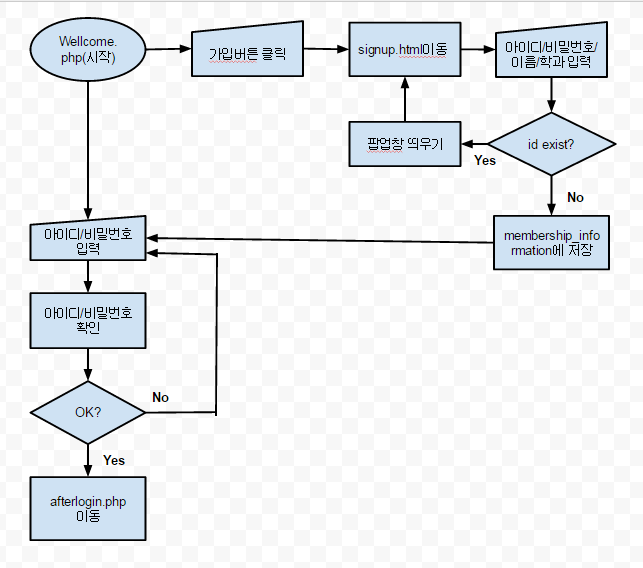 Wellcome.
php(시작)
가입버튼 클릭
signup.html이동
아이디/비밀번호/
이름/학과 입력
팝업창 띄우기
Yes
id exist?
No
아이디/비밀번호
입력
membership_info
rmation에 저장
아이디/비밀번호
확인
No
OK?
Yes
afterlogin.php
이동